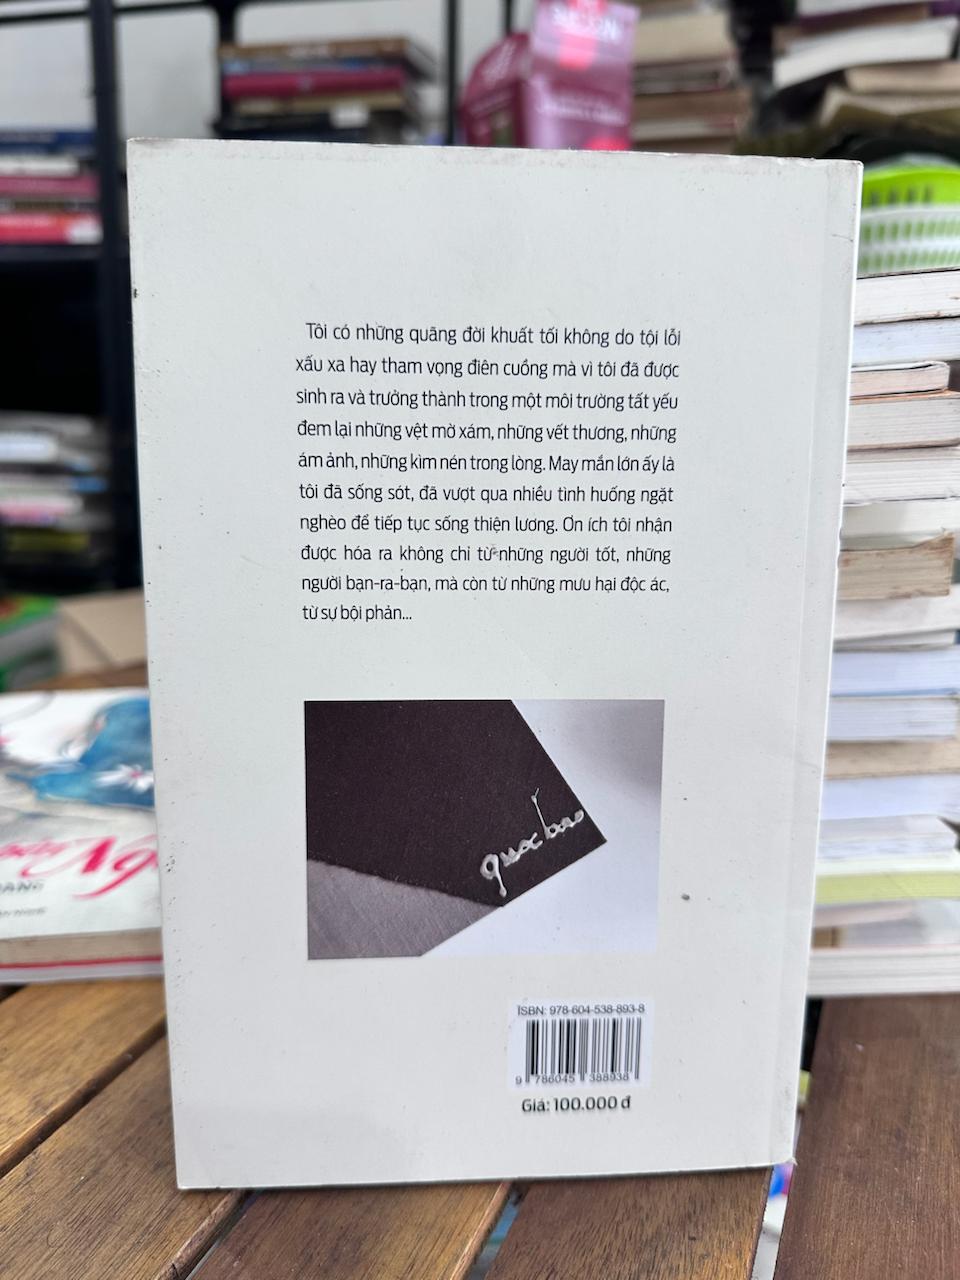 Tôi có những quãng đời khuất tối không do tội lỗi
xấu xa hay tham vọng điên cuồng mà vì tôi đã được
sinh ra và trưởng thành trong một môi trường tất yếu
đem lại những vệt mờ xám, những vết thương, những
ám ảnh, những kìm nén trong lòng. May mắn lớn ấy là
tôi đã sống sót, đã vượt qua nhiều tình huống ngặt
nghèo để tiếp tục sống thiện lương. Ơn ích tôi nhận
được hóa ra không chỉ từ những người tốt, những
người bạn-ra-bạn, mà còn từ những mưu hại độc ác,
từ sự bội phản...
quocbao
ISBN: 978-604-538-893-8
9 786045 388938
Giá: 100.000 đ